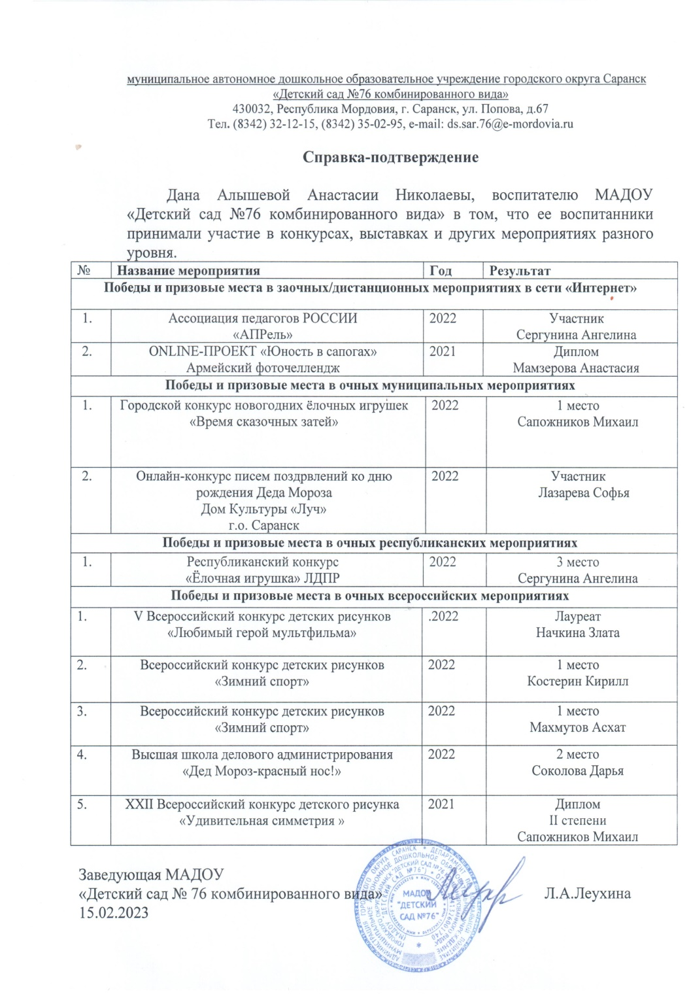 муниципальное автономное дошкольное образовательное учреждение городского округа Саранск
«Детский сад №76 комбинированного вида»
430032, Республика Мордовия, г. Саранск, ул. Попова, д.67
Тел. (8342) 32-12-15, (8342) 35-02-95, e-mail: ds.sar.76@e-mordovia.ru
Справка-подтверждение
Дана Алышевой Анастасии Николаевы, воспитателю МАДОУ
«Детский сад №76 комбинированного вида» в том, что ее воспитанники
принимали участие в конкурсах, выставках и других мероприятиях разного
уровня.
№ Название мероприятия Год Результат
Победы и призовые места в заочных/дистанционных мероприятиях в сети «Интернет»
1. Ассоциация педагогов РОССИИ 2022 Участник
«АПРель» Сергунина Ангелина
2. ONLINE-ПРОЕКТ «Юность в сапогах» 2021 Диплом
Армейский фоточеллендж Мамзерова Анастасия
Победы и призовые места в очных муниципальных мероприятиях
1. Городской конкурс новогодних ёлочных игрушек 2022 1 место
«Время сказочных затей» Сапожников Михаил
2. Онлайн-конкурс писем поздрвлений ко дню 2022 Участник
рождения Деда Мороза Лазарева Софья
Дом Культуры «Луч»
г.о. Саранск
Победы и призовые места в очных республиканских мероприятиях
1. Республиканский конкурс 2022 3 место
«Ёлочная игрушка» ЛДПР Сергунина Ангелина
Победы и призовые места в очных всероссийских мероприятиях
1. V Всероссийский конкурс детских рисунков .2022 Лауреат
«Любимый герой мультфильма» Начкина Злата
2. Всероссийский конкурс детских рисунков 2022 1 место
«Зимний спорт» Костерин Кирилл
3. Всероссийский конкурс детских рисунков 2022 1 место
«Зимний спорт» Махмутов Асхат
4. Высшая школа делового администрирования 2022 2 место
«Дед Мороз-красный нос!» Соколова Дарья
5. XXII Всероссийский конкурс детского рисунка 2021 Диплом
«Удивительная симметрия » II степени
Сапожников Михаил
Заведующая МАДОУ
«Детский сад № 76 комбинированного вида» Л.А.Леухина
15.02.2023
МАДОУ
"ДЕТСКИЙ
САД №76"